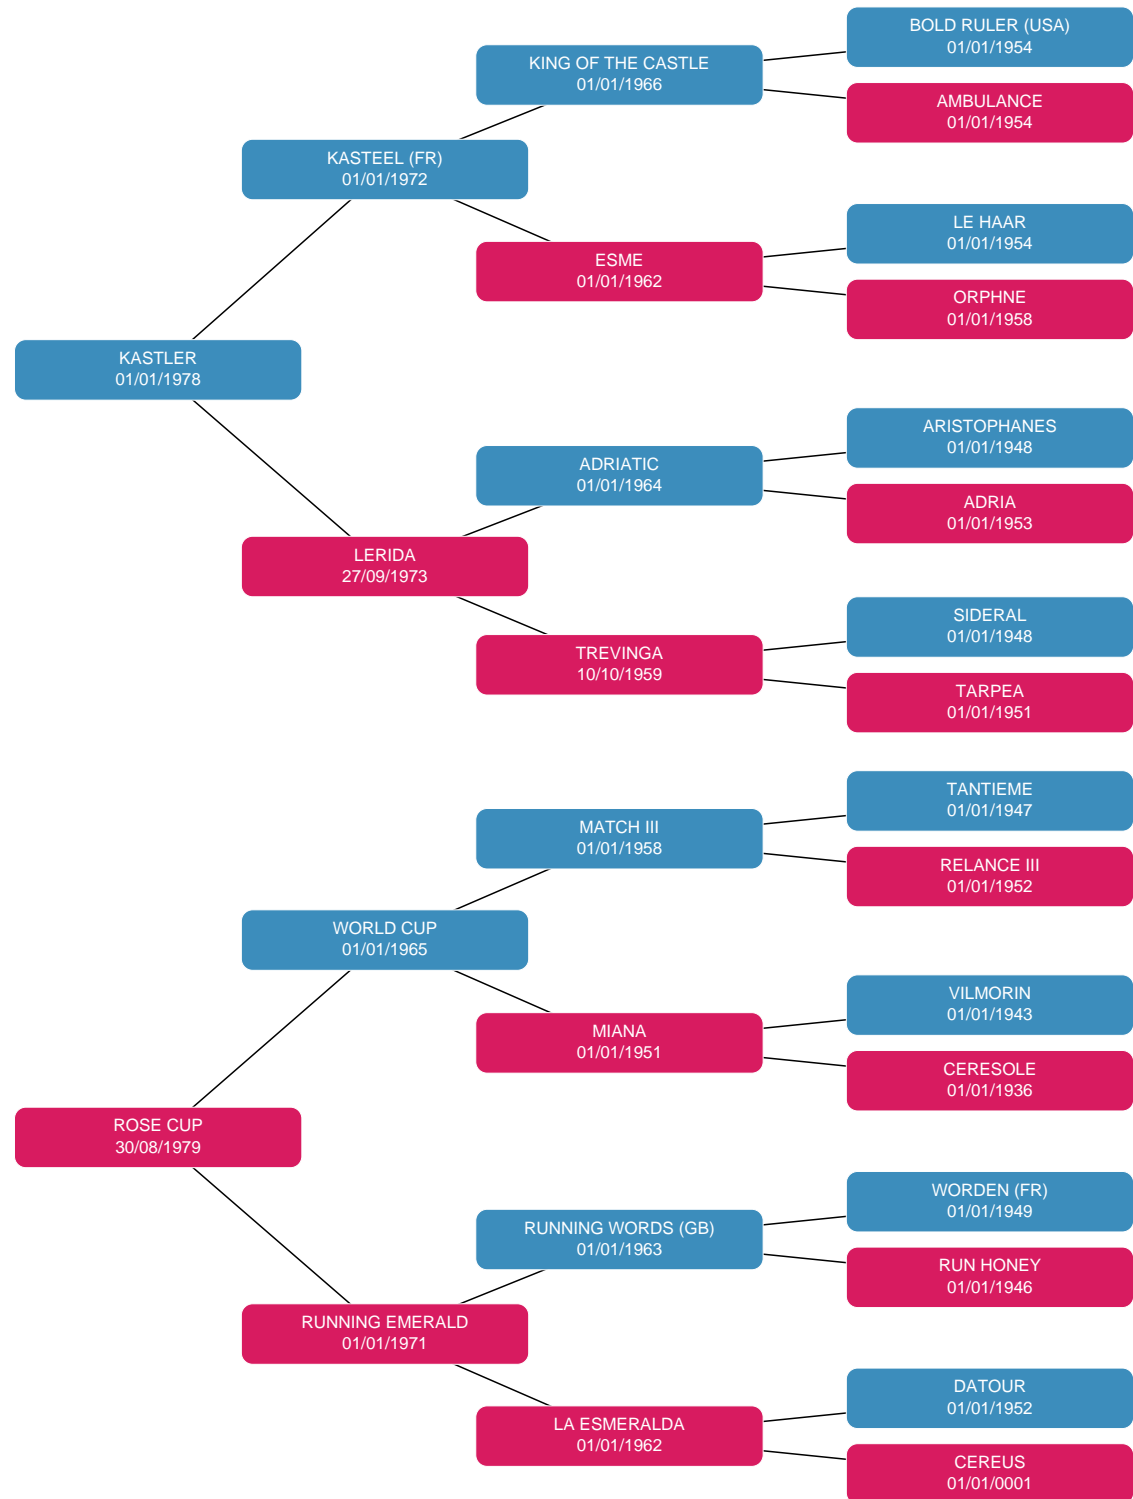 BOLD RULER (USA)
01/01/1954
KING OF THE CASTLE
01/01/1966
AMBULANCE
01/01/1954
KASTEEL (FR)
01/01/1972
LE HAAR
01/01/1954
ESME
01/01/1962
ORPHNE
01/01/1958
KASTLER
01/01/1978
ARISTOPHANES
01/01/1948
ADRIATIC
01/01/1964
ADRIA
01/01/1953
LERIDA
27/09/1973
SIDERAL
01/01/1948
TREVINGA
10/10/1959
TARPEA
01/01/1951
TANTIEME
01/01/1947
MATCH III
01/01/1958
RELANCE III
01/01/1952
WORLD CUP
01/01/1965
VILMORIN
01/01/1943
MIANA
01/01/1951
CERESOLE
01/01/1936
ROSE CUP
30/08/1979
WORDEN (FR)
01/01/1949
RUNNING WORDS (GB)
01/01/1963
RUN HONEY
01/01/1946
RUNNING EMERALD
01/01/1971
DATOUR
01/01/1952
LA ESMERALDA
01/01/1962
CEREUS
01/01/0001